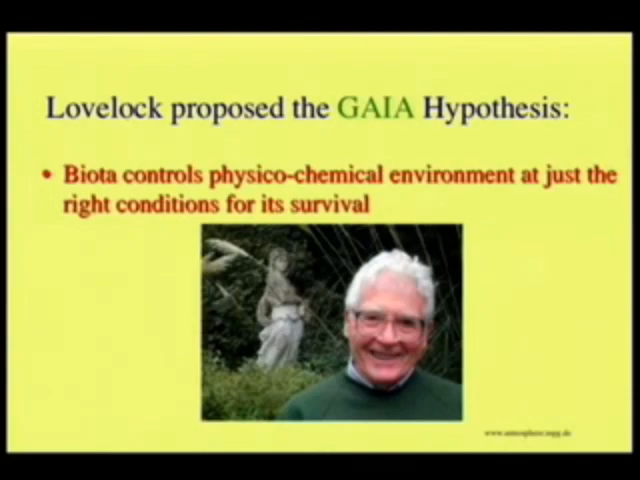 Lovelock proposed the GAIA Hypothesis:
• Biota controls physico-chemical environment at just the
right conditions for its survival